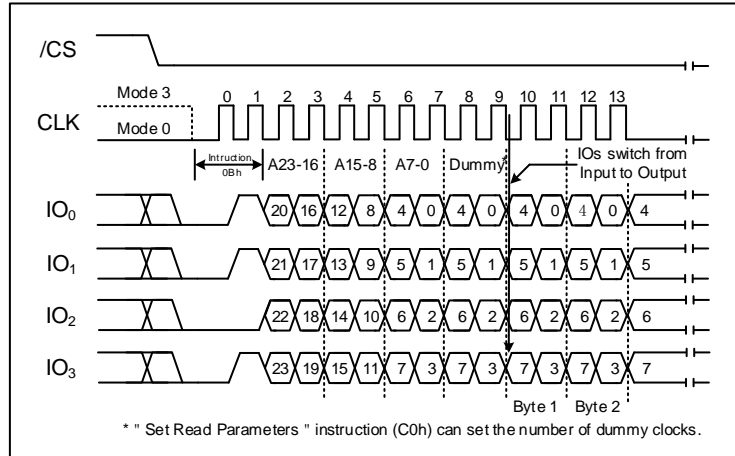 /CS
Mode 3
0 1 2 3 4 5 6 7 8 9 10 11 12 13
CLK
Mode 0
Intruction
0Bh
A23-16 A15-8 A7-0 Dummy*
IOs switch from
Input to Output
IO0 20 16 12 8 4 0 4 0 4 0 4 0 4
IO1 21 17 13 9 5 1 5 1 5 1 5 1 5
IO2 22 18 14 10 6 2 6 2 6 2 6 2 6
IO3 23 19 15 11 7 3 7 3 7 3 7 3 7
Byte 1 Byte 2
* " Set Read Parameters " instruction (C0h) can set the number of dummy clocks.